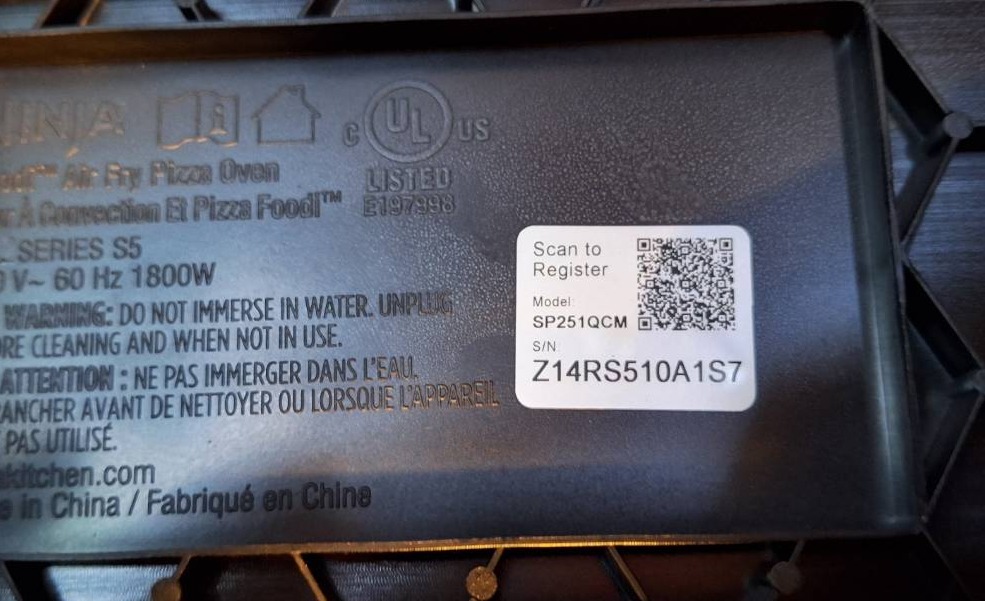 NINJA
C UL US
LISTED
E197998
Air Fry Pizza Oven
À Convection Et Pizza Foodi™
SERIES S5
V~ 60 Hz 1800W
WARNING: DO NOT IMMERSE IN WATER. UNPLUG
CLEANING AND WHEN NOT IN USE.
ATTENTION : NE PAS IMMERGER DANS L'EAU.
AVANT DE NETTOYER OU LORSQUE L'APPAREIL
PAS UTILISÉ.
kitchen.com
in China / Fabriqué en Chine
Scan to
Register
Model:
SP251QCM
S/N:
Z14RS510A1S7